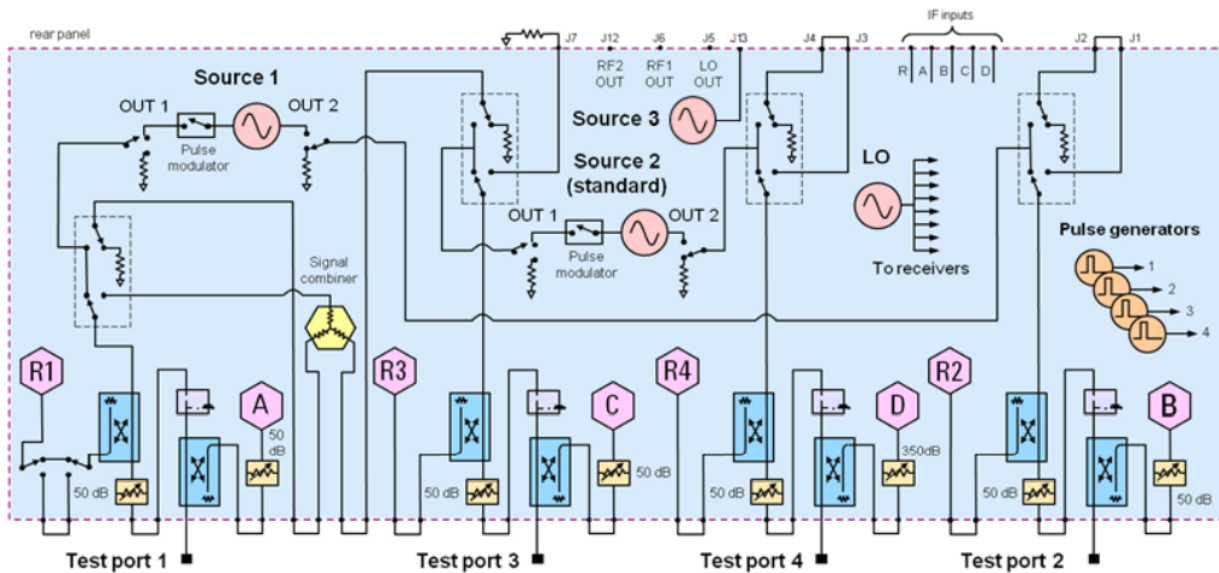 IF inputs
rear panel
J7
J12
J6
J5
J13
J4
J3
J2
J1
RF2
OUT
RF1
OUT
LO
OUT
R
A
B
C
D
Source 1
OUT 1
OUT 2
Pulse
modulator
Source 3
Source 2
(standard)
LO
OUT 1
OUT 2
Pulse
modulator
To receivers
Pulse generators
1
2
3
4
Signal
combiner
R1
A
R3
C
R4
D
R2
B
50
dB
50 dB
50 dB
50 dB
50 dB
350dB
50 dB
50 dB
Test port 1
Test port 3
Test port 4
Test port 2